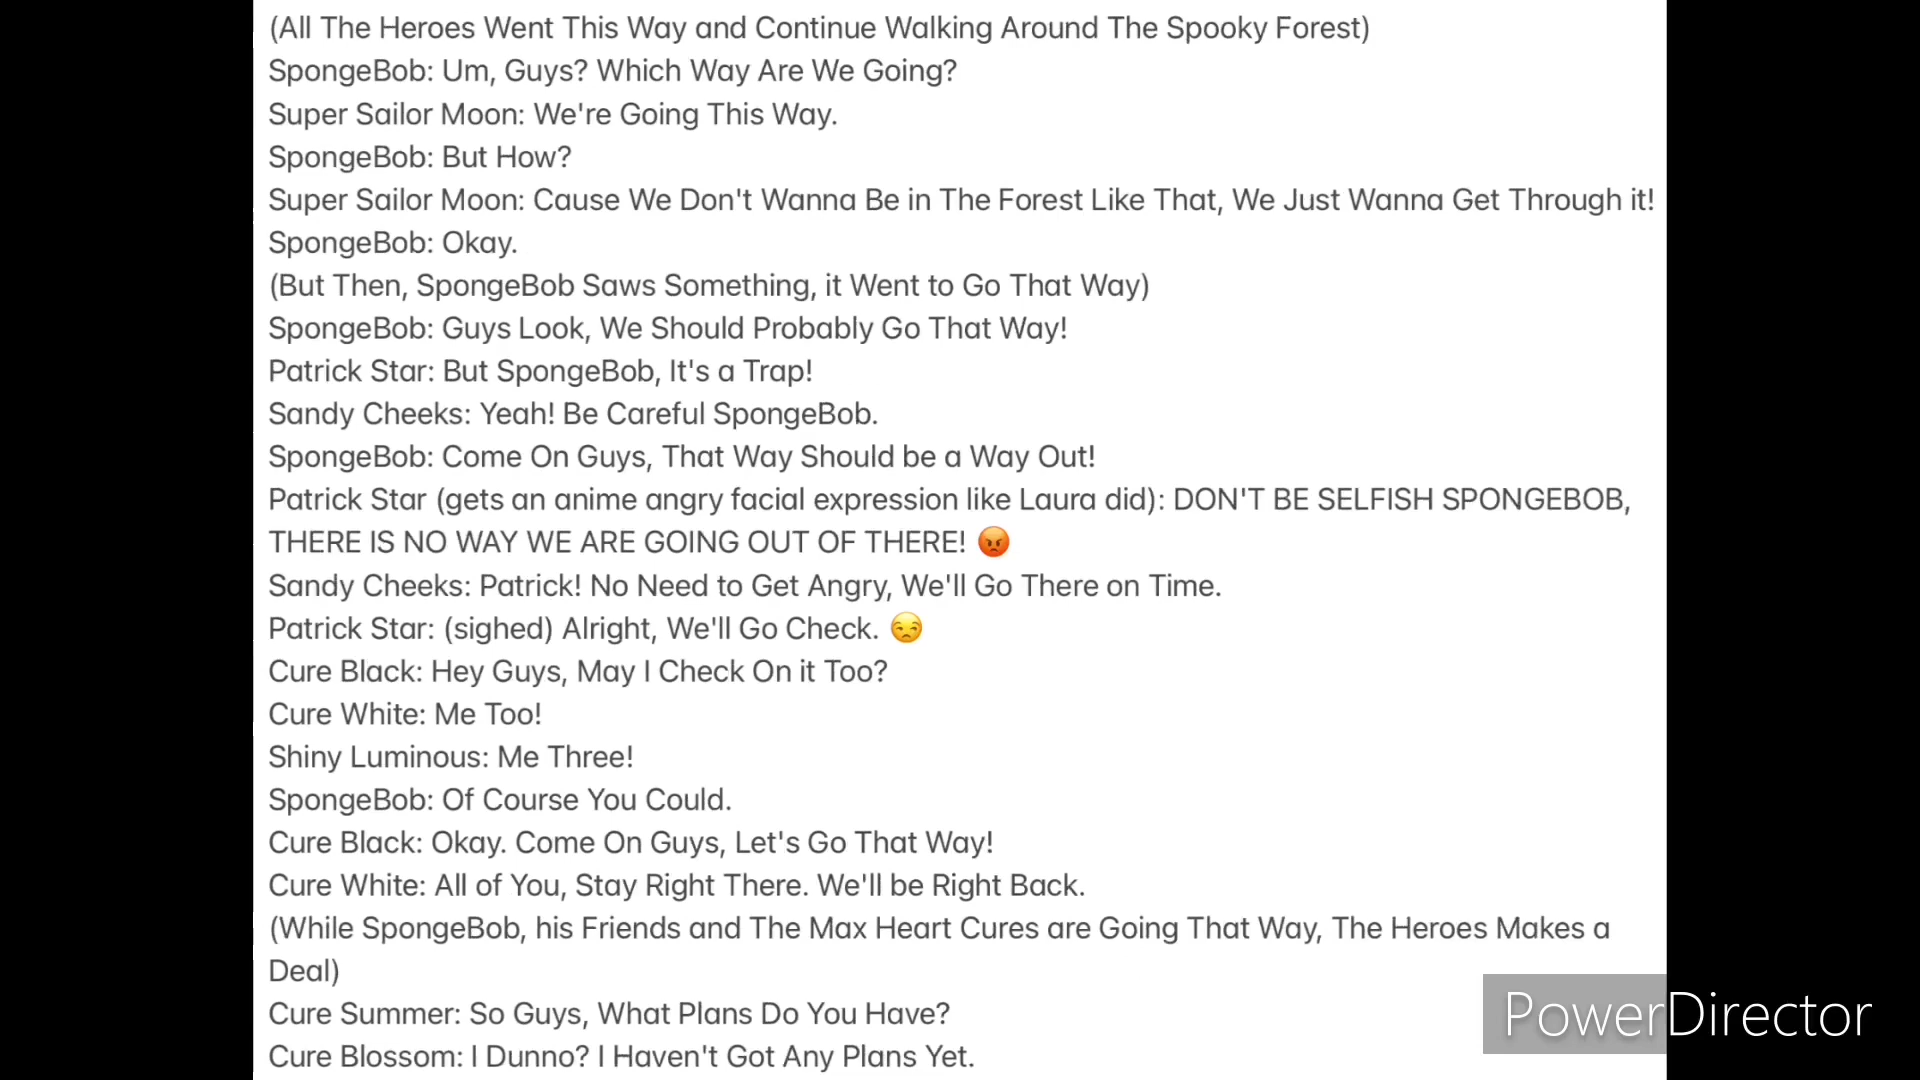 (All The Heroes Went This Way and Continue Walking Around The Spooky Forest)
SpongeBob: Um, Guys? Which Way Are We Going?
Super Sailor Moon: We're Going This Way.
SpongeBob: But How?
Super Sailor Moon: Cause We Don't Wanna Be in The Forest Like That, We Just Wanna Get Through it!
SpongeBob: Okay.
(But Then, SpongeBob Saws Something, it Went to Go That Way)
SpongeBob: Guys Look, We Should Probably Go That Way!
Patrick Star: But SpongeBob, It's a Trap!
Sandy Cheeks: Yeah! Be Careful SpongeBob.
SpongeBob: Come On Guys, That Way Should be a Way Out!
Patrick Star (gets an anime angry facial expression like Laura did): DON'T BE SELFISH SPONGEBOB,
THERE IS NO WAY WE ARE GOING OUT OF THERE! 😡
Sandy Cheeks: Patrick! No Need to Get Angry, We'll Go There on Time.
Patrick Star: (sighed) Alright, We'll Go Check. 😒
Cure Black: Hey Guys, May I Check On it Too?
Cure White: Me Too!
Shiny Luminous: Me Three!
SpongeBob: Of Course You Could.
Cure Black: Okay. Come On Guys, Let's Go That Way!
Cure White: All of You, Stay Right There. We'll be Right Back.
(While SpongeBob, his Friends and The Max Heart Cures are Going That Way, The Heroes Makes a
Deal)
Cure Summer: So Guys, What Plans Do You Have?
Cure Blossom: I Dunno? I Haven't Got Any Plans Yet.
PowerDirector